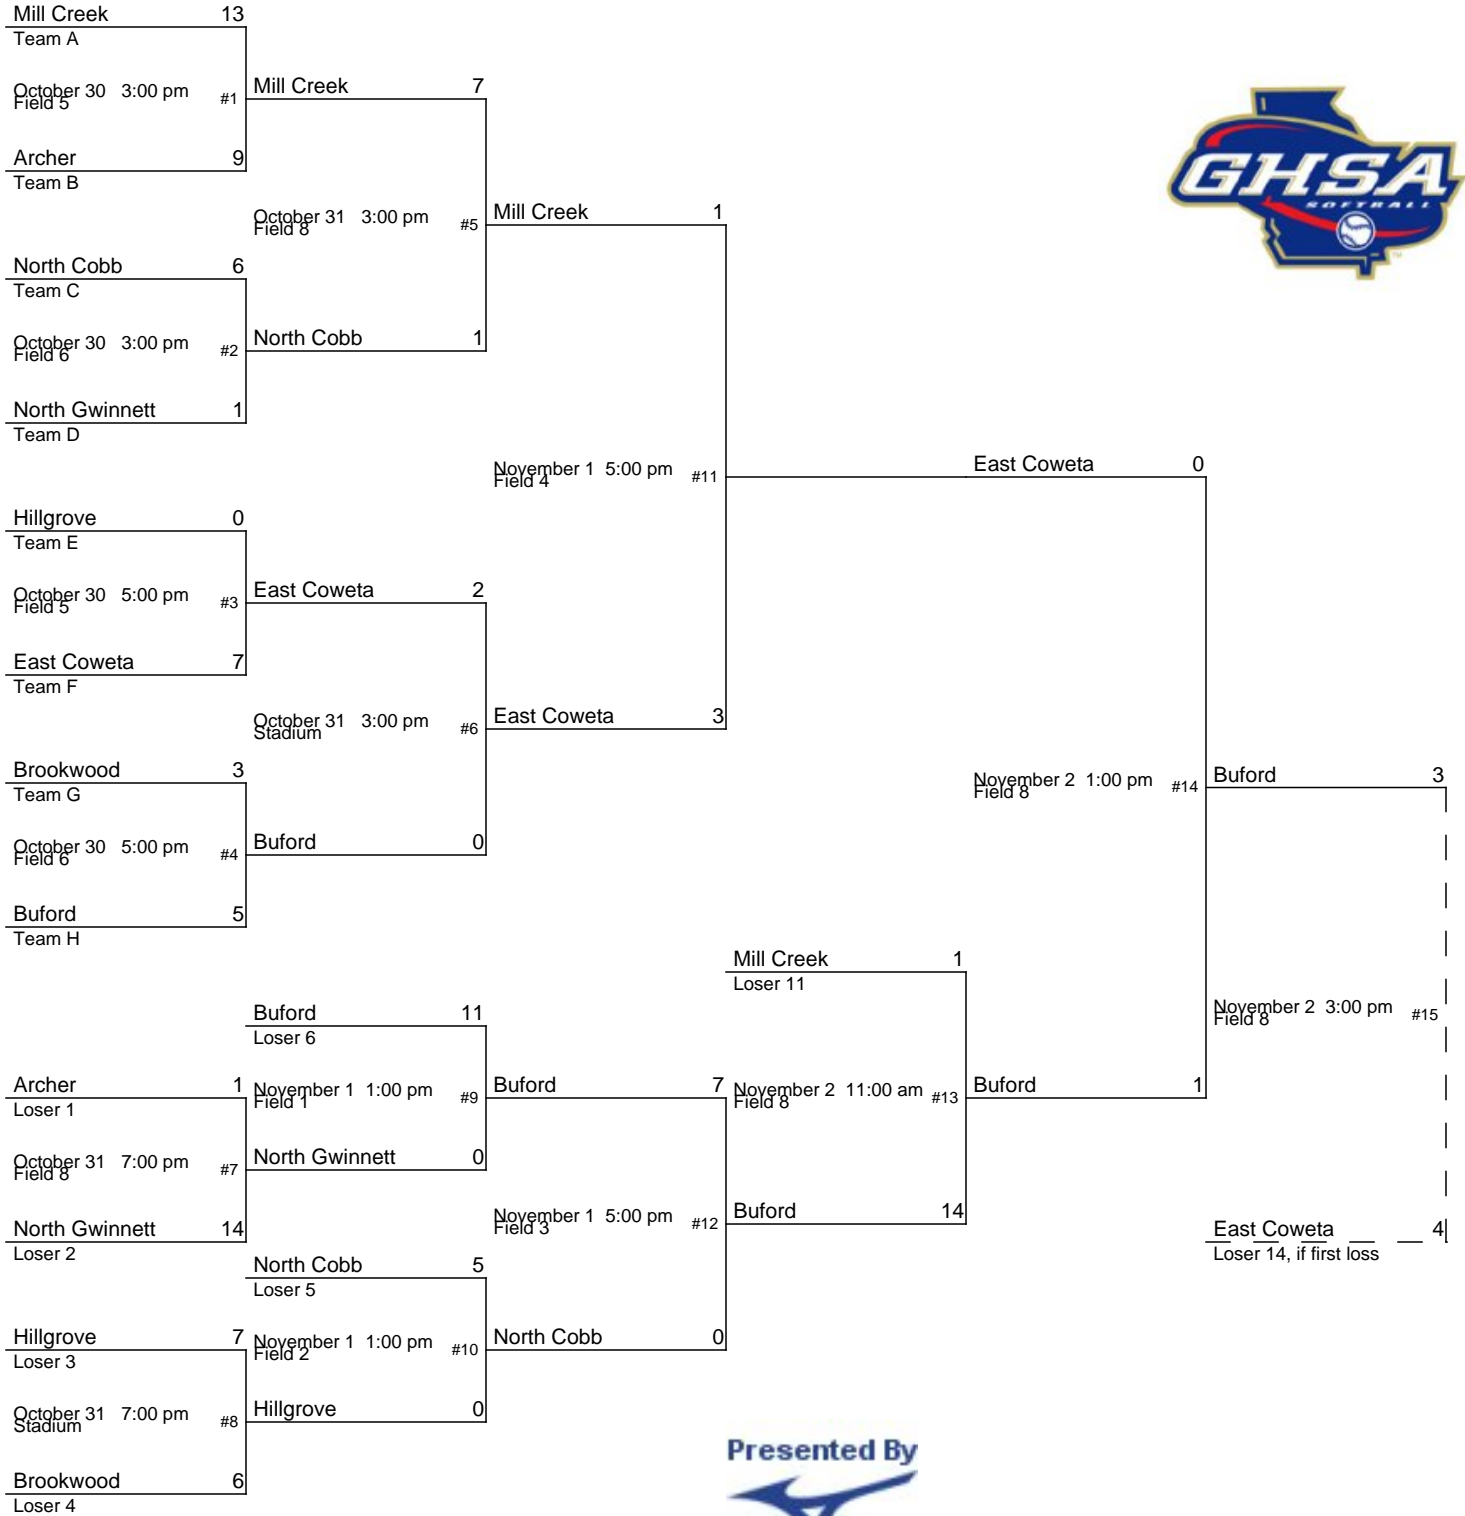 Mill Creek 13
Team A
October 30 3:00 pm #1
Field 5
Archer 9
Team B
North Cobb 6
Team C
October 30 3:00 pm #2
Field 6
North Gwinnett 1
Team D
Hillgrove 0
Team E
October 30 5:00 pm #3
Field 5
East Coweta 7
Team F
Brookwood 3
Team G
October 30 5:00 pm #4
Field 6
Buford 5
Team H
Mill Creek 7
October 31 3:00 pm #5
Field 8
North Cobb 1
East Coweta 2
October 31 3:00 pm #6
Stadium
Buford 0
Mill Creek 1
November 1 5:00 pm #11
Field 4
East Coweta 3
East Coweta 0
November 2 1:00 pm #14
Field 8
Buford 1
Buford 3
November 2 3:00 pm #15
Field 8
East Coweta 4
Loser 14, if first loss
Archer 1
Loser 1
October 31 7:00 pm #7
Field 8
North Gwinnett 14
Loser 2
Hillgrove 7
Loser 3
October 31 7:00 pm #8
Stadium
Brookwood 6
Loser 4
Buford 11
Loser 6
November 1 1:00 pm #9
Field 1
North Gwinnett 0
North Cobb 5
Loser 5
November 1 1:00 pm #10
Field 2
Hillgrove 0
Buford 7
November 1 5:00 pm #12
Field 3
North Cobb 0
Mill Creek 1
Loser 11
November 2 11:00 am #13
Field 8
Buford 14
GHSA
SOFTBALL
TM
Presented By